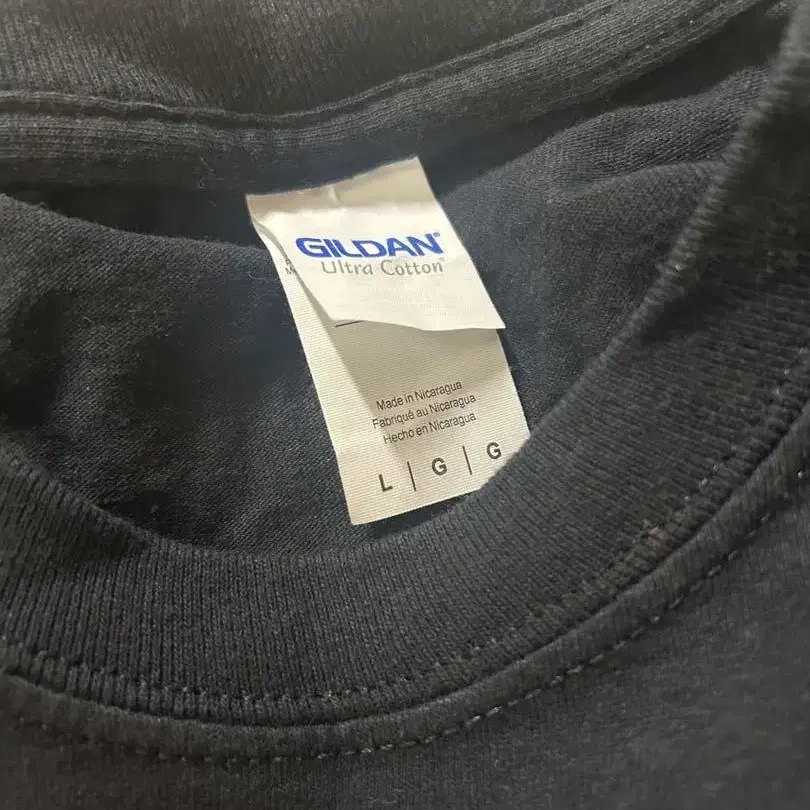 GILDAN®
Ultra Cotton®
Made in Nicaragua
Fabriqué au Nicaragua
Hecho en Nicaragua
L | G | G